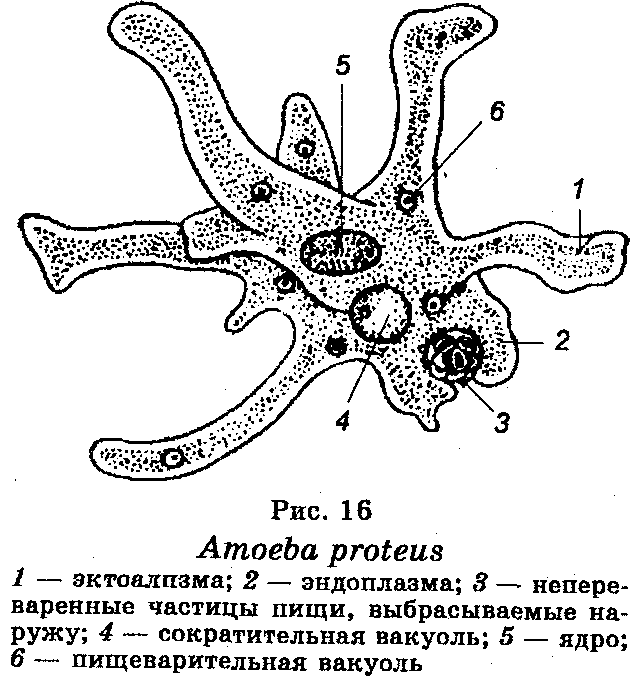 5
6
1
2
4
3
Рис. 16
Amoeba proteus
1 — эктоалпзма; 2 — эндоплазма; 3 — непере-
варенные частицы пищи, выбрасываемые на-
ружу; 4 — сократительная вакуоль; 5 — ядро;
6 — пищеварительная вакуоль